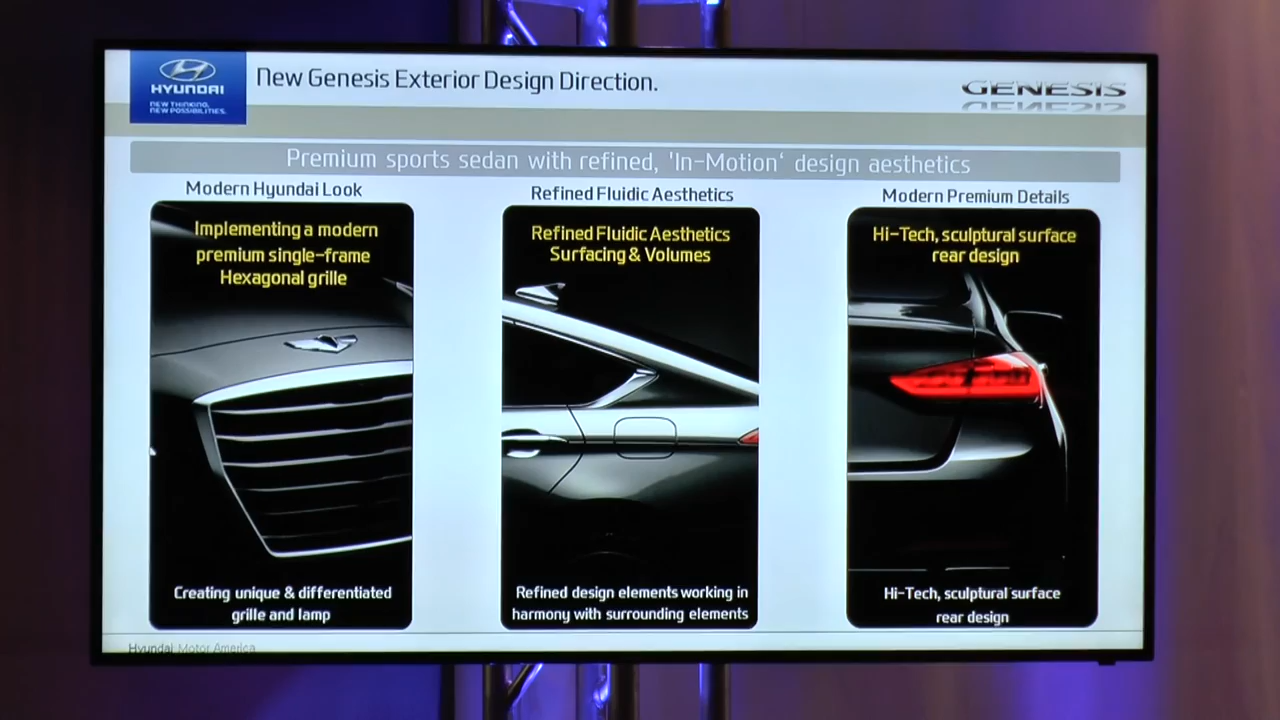 HYUNDAI
NEW THINKING.
NEW POSSIBILITIES.
New Genesis Exterior Design Direction.
GENESIS
Premium sports sedan with refined, 'In-Motion‘ design aesthetics
Modern Hyundai Look
Implementing a modern
premium single-frame
Hexagonal grille
Creating unique & differentiated
grille and lamp
Refined Fluidic Aesthetics
Refined Fluidic Aesthetics
Surfacing & Volumes
Refined design elements working in
harmony with surrounding elements
Modern Premium Details
Hi-Tech, sculptural surface
rear design
Hi-Tech, sculptural surface
rear design
Hyundai Motor America